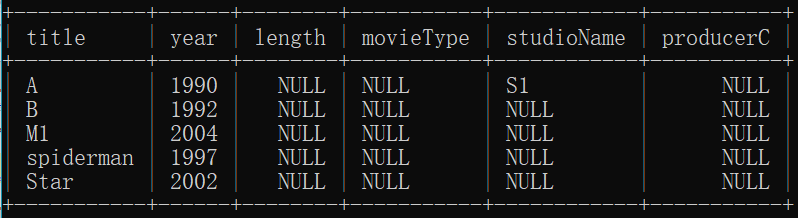 +------------+------+--------+-----------+------------+-----------+
| title | year | length | movieType | studioName | producerC |
+------------+------+--------+-----------+------------+-----------+
| A | 1990 | NULL | NULL | S1 | NULL |
| B | 1992 | NULL | NULL | NULL | NULL |
| M1 | 2004 | NULL | NULL | NULL | NULL |
| spiderman | 1997 | NULL | NULL | NULL | NULL |
| Star | 2002 | NULL | NULL | NULL | NULL |
+------------+------+--------+-----------+------------+-----------+